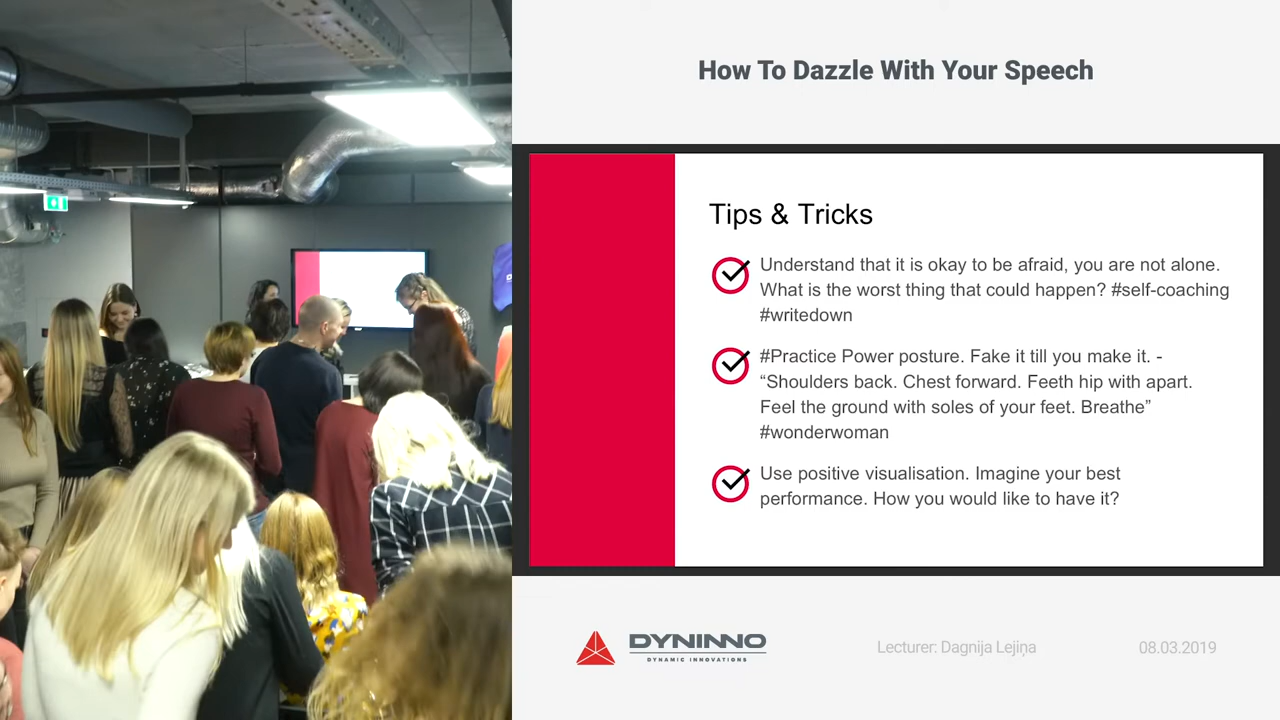 How To Dazzle With Your Speech
Tips & Tricks
Understand that it is okay to be afraid, you are not alone.
What is the worst thing that could happen? #self-coaching
#writedown
#Practice Power posture. Fake it till you make it. -
“Shoulders back. Chest forward. Feeth hip with apart.
Feel the ground with soles of your feet. Breathe”
#wonderwoman
Use positive visualisation. Imagine your best
performance. How you would like to have it?
DYNINNO
DYNAMIC INNOVATIONS
Lecturer: Dagnija Lejiņa
08.03.2019